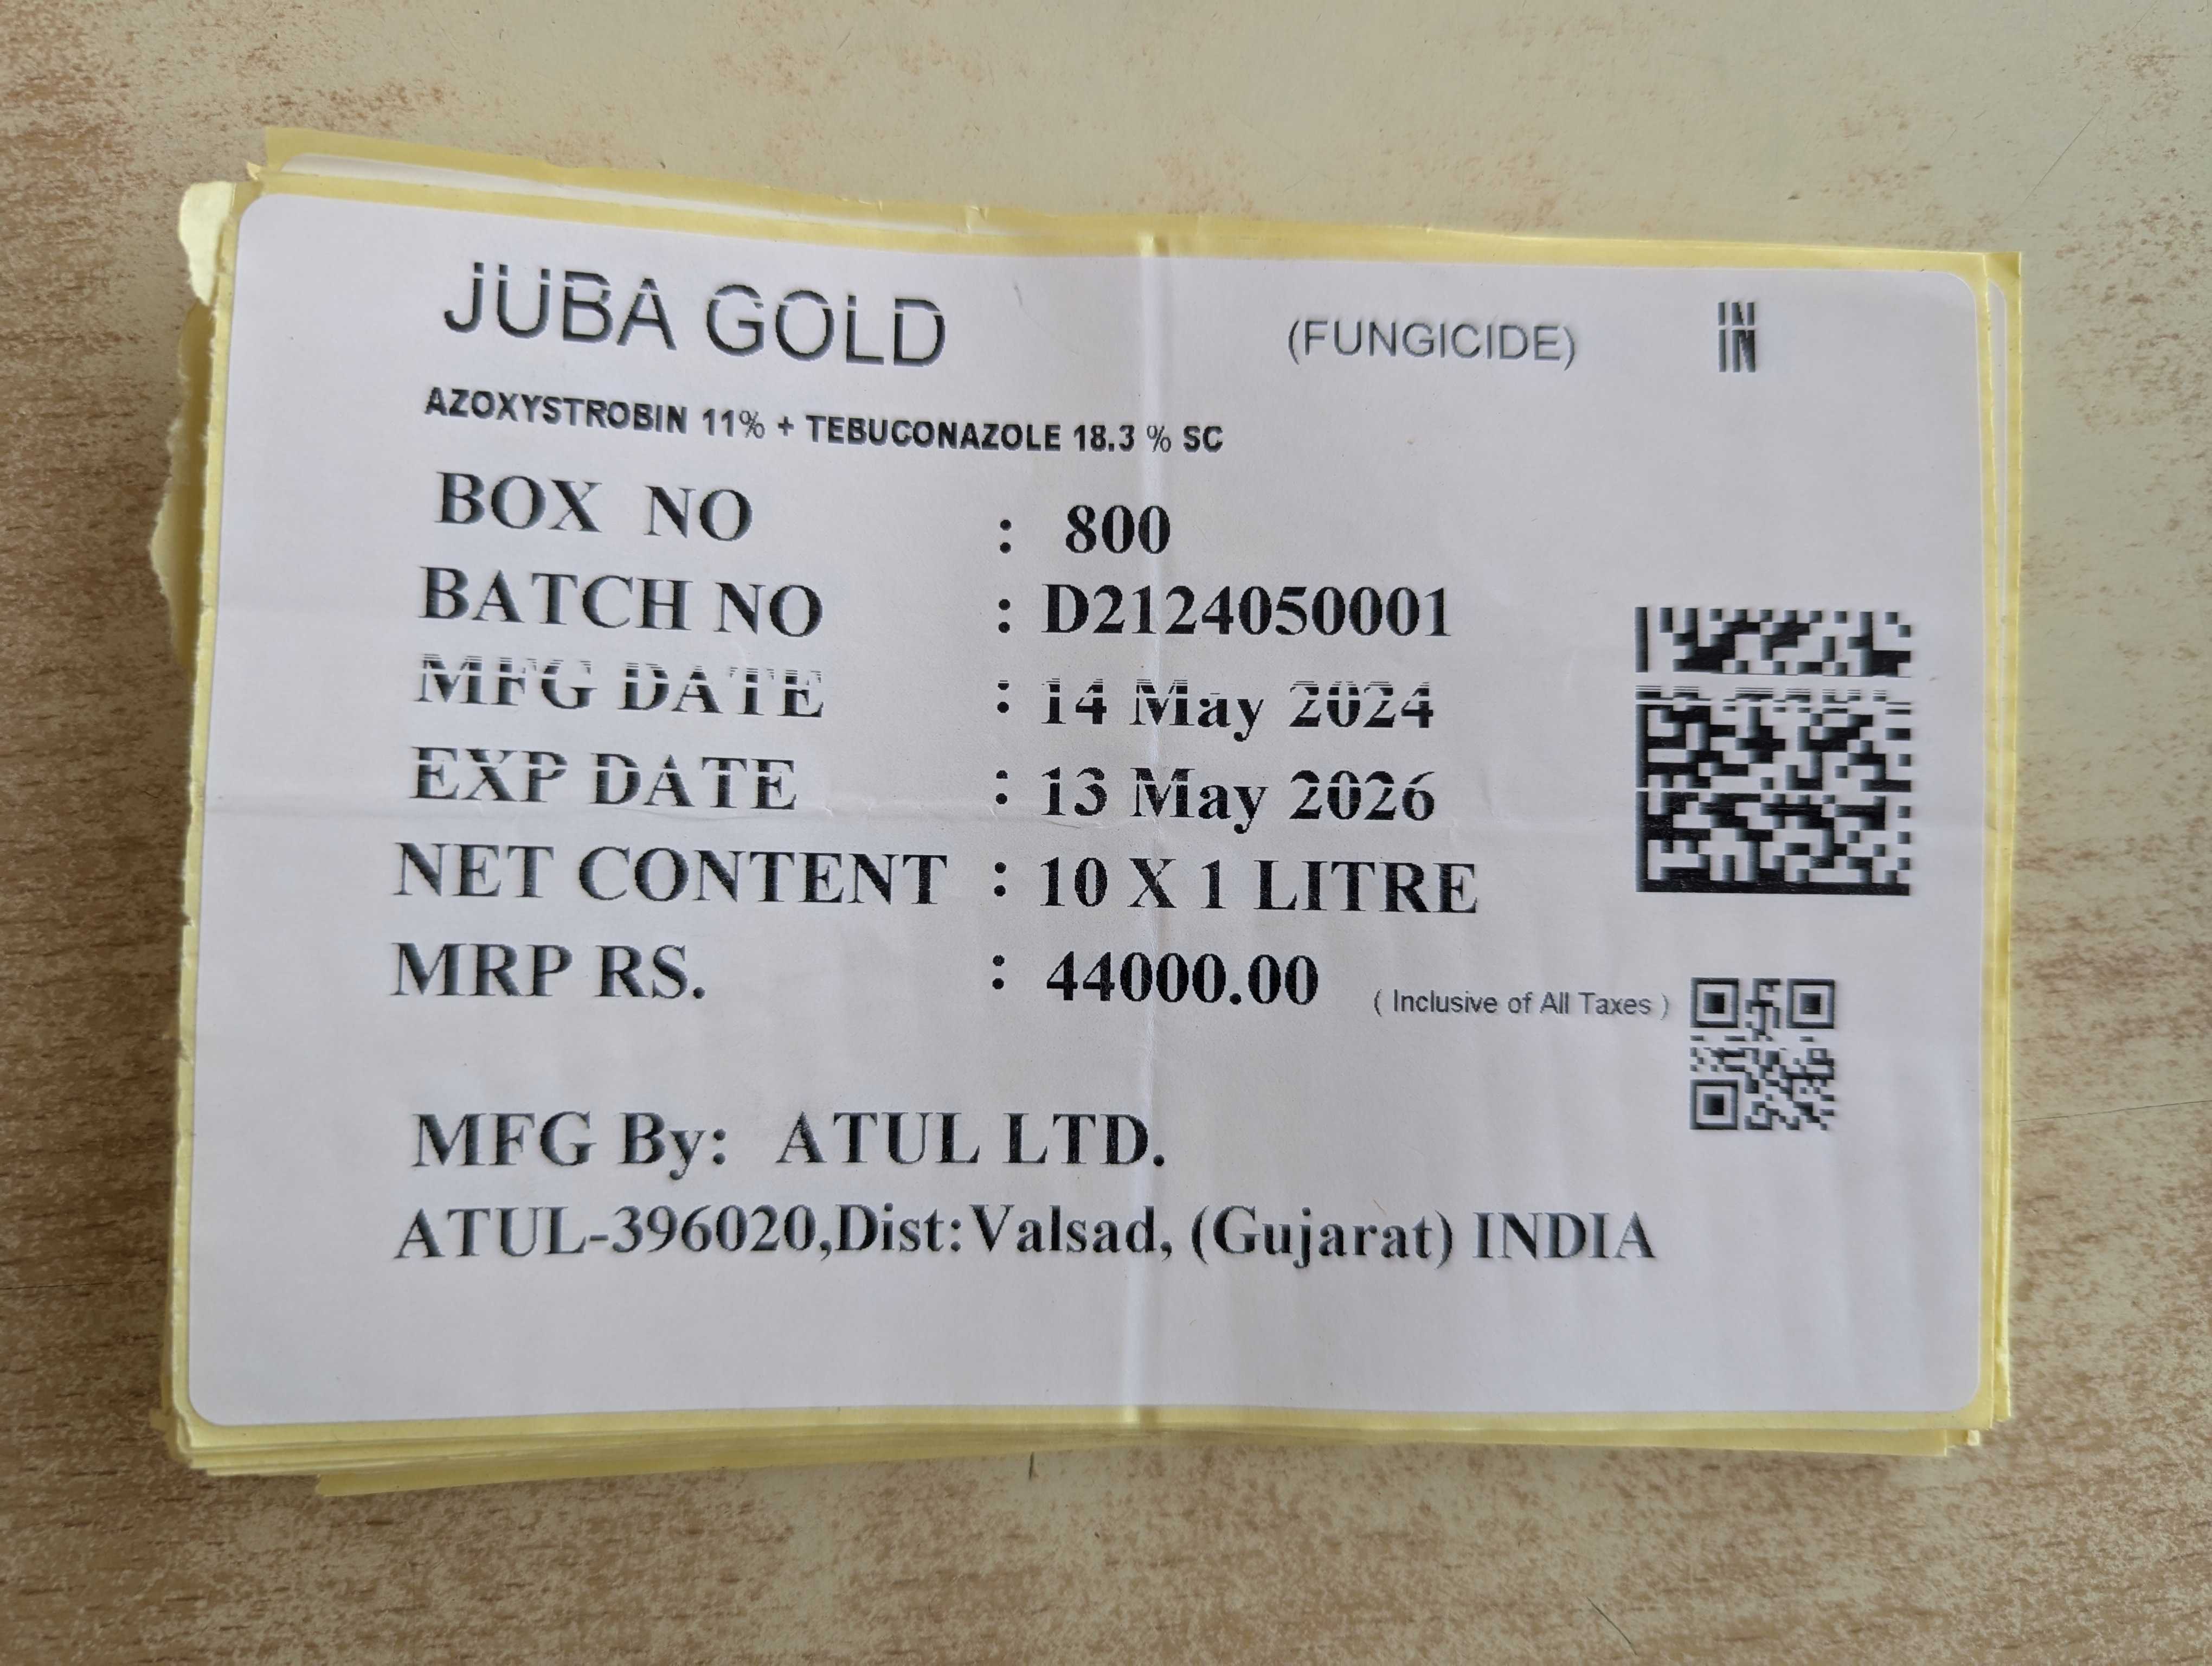 JUBA GOLD (FUNGICIDE) IN
AZOXYSTROBIN 11% + TEBUCONAZOLE 18.3 % SC
BOX NO : 800
BATCH NO : D2124050001
MFG DATE : 14 May 2024
EXP DATE : 13 May 2026
NET CONTENT : 10 X 1 LITRE
MRP RS. : 44000.00 ( Inclusive of All Taxes )
MFG By: ATUL LTD.
ATUL-396020,Dist:Valsad, (Gujarat) INDIA